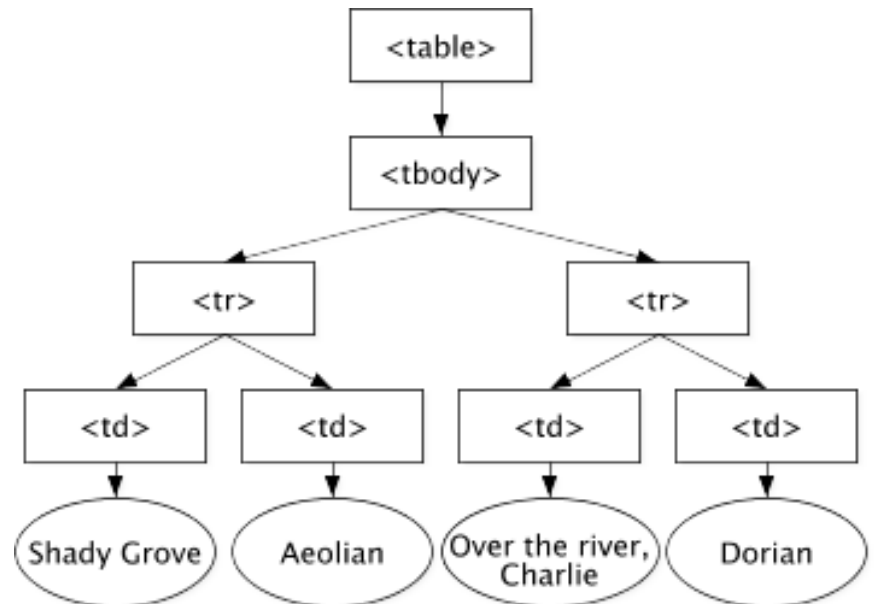 <table>
<tbody>
<tr>
<tr>
<td>
<td>
<td>
<td>
Shady Grove
Aeolian
Over the river,
Charlie
Dorian